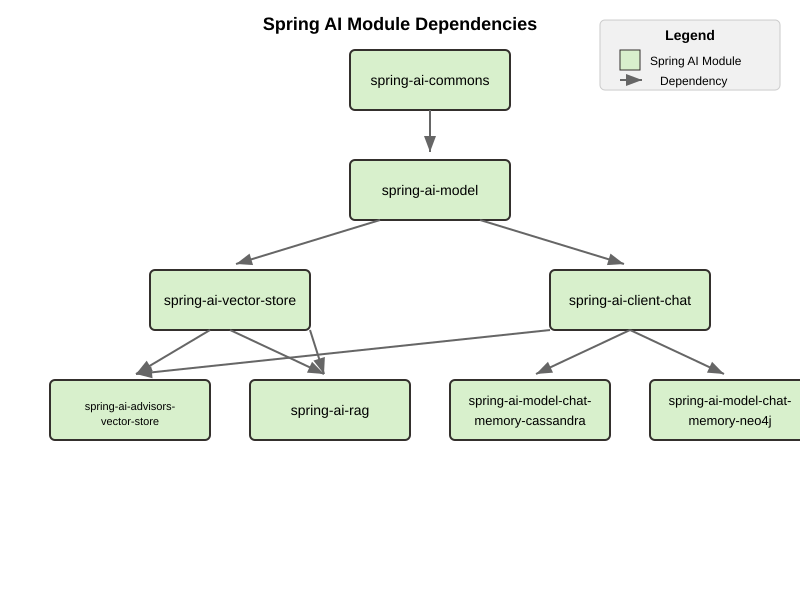 Spring AI Module Dependencies
Legend
Spring AI Module
Dependency
spring-ai-commons
spring-ai-model
spring-ai-vector-store
spring-ai-client-chat
spring-ai-advisors-
vector-store
spring-ai-rag
spring-ai-model-chat-
memory-cassandra
spring-ai-model-chat-
memory-neo4j